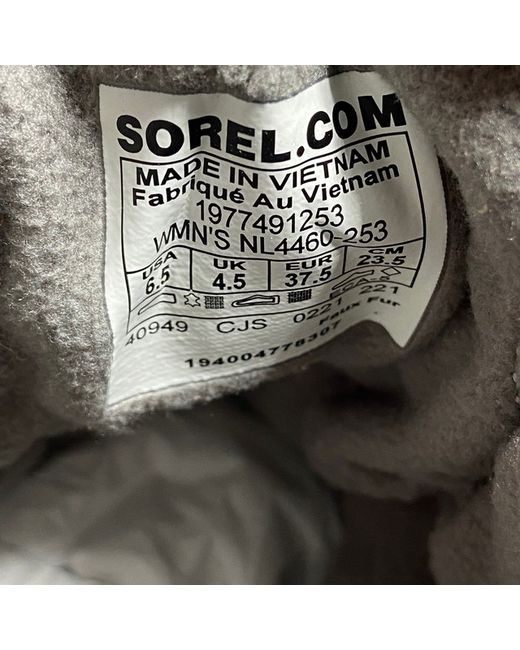 SOREL.COM
MADE IN VIETNAM
Fabriqué Au Vietnam
1977491253
WMN'S NL4460-253
USA UK EUR CM
6.5 4.5 37.5 23.5
40949 CJS 0221 221
Faux Fur
194004778307